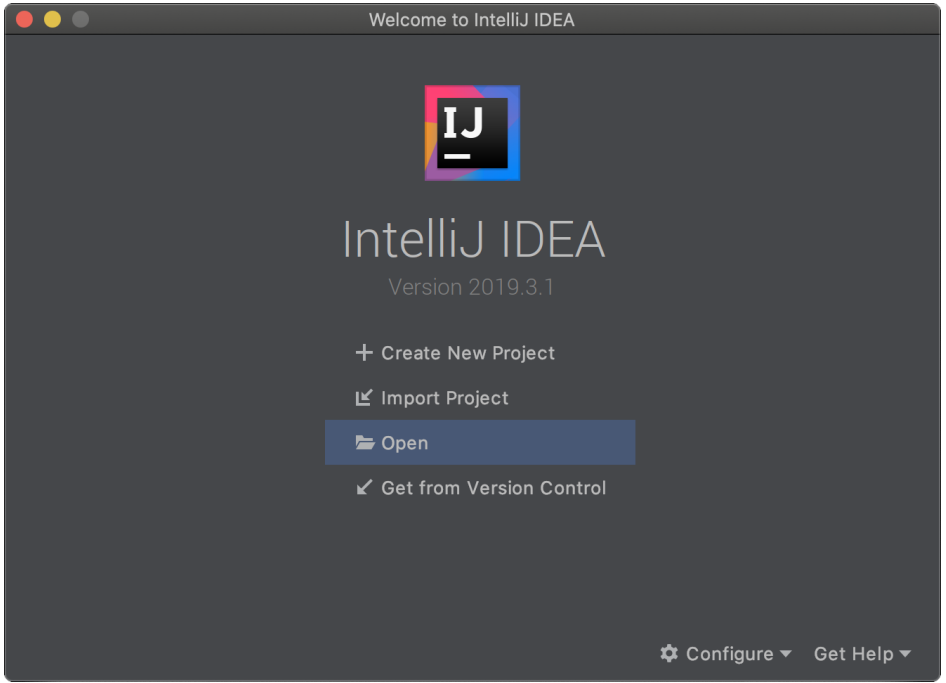 Welcome to IntelliJ IDEA
IJ
IntelliJ IDEA
Version 2019.3.1
Create New Project
Import Project
Open
Get from Version Control
Configure
Get Help